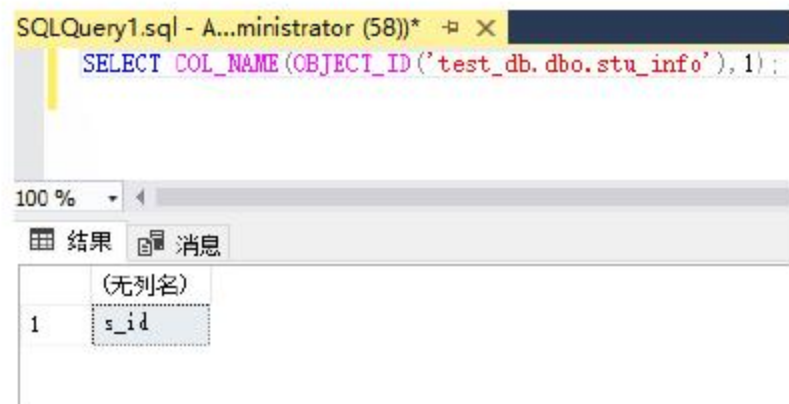 SQLQuery1.sql - A...ministrator (58))*
SELECT COL_NAME(OBJECT_ID('test_db.dbo.stu_info'),1);
100 %
结果 消息
(无列名)
1 s_id